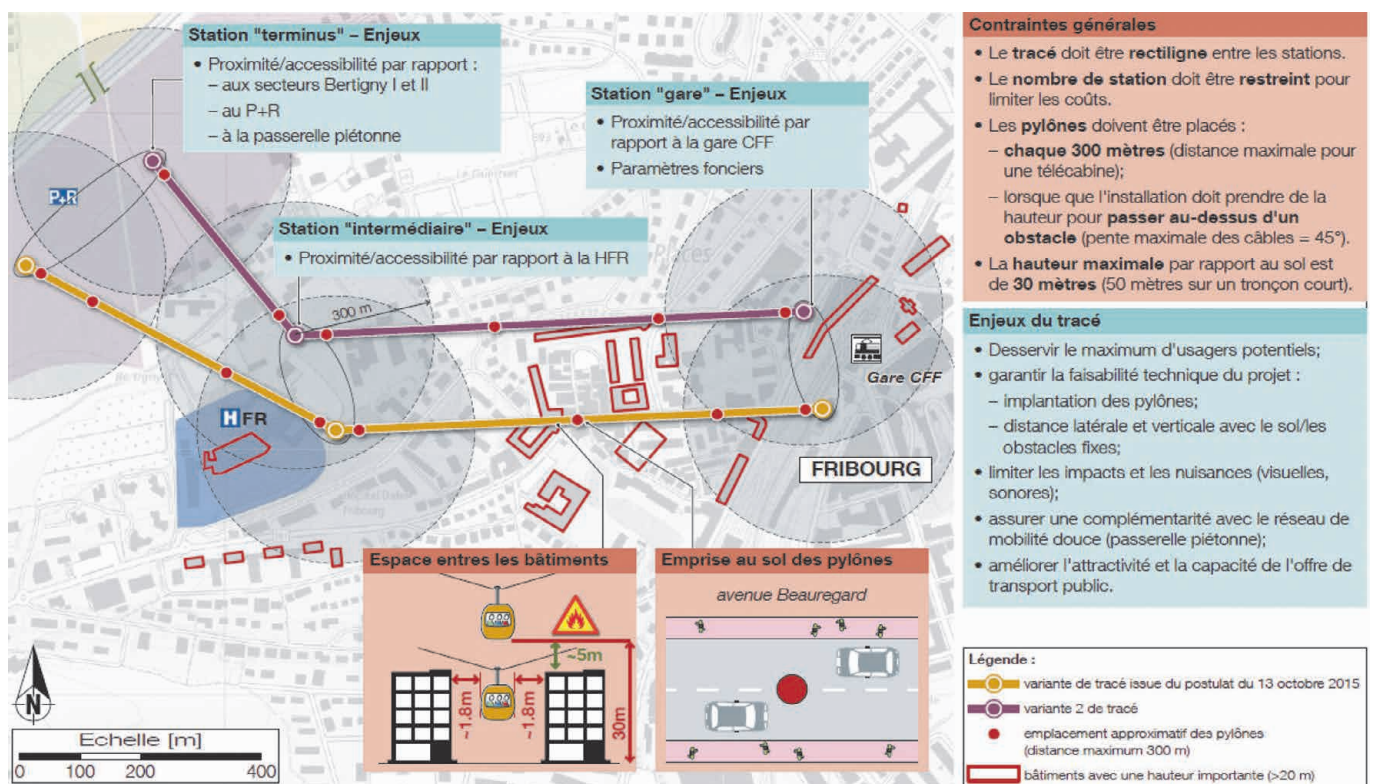 Station "terminus" – Enjeux
• Proximité/accessibilité par rapport :
– aux secteurs Bertigny I et II
– au P+R
– à la passerelle piétonne
Station "gare" – Enjeux
• Proximité/accessibilité par
rapport à la gare CFF
• Paramètres fonciers
P+R
Station "intermédiaire" – Enjeux
• Proximité/accessibilité par rapport à la HFR
300 m
Gare CFF
H FR
FRIBOURG
Espace entres les bâtiments
~5m
~1.8m
~1.8m
30m
Emprise au sol des pylônes
avenue Beauregard
N
Echelle [m]
0 100 200 400
Contraintes générales
• Le tracé doit être rectiligne entre les stations.
• Le nombre de station doit être restreint pour
limiter les coûts.
• Les pylônes doivent être placés :
– chaque 300 mètres (distance maximale pour
une télécabine);
– lorsque que l'installation doit prendre de la
hauteur pour passer au-dessus d'un
obstacle (pente maximale des câbles = 45°).
• La hauteur maximale par rapport au sol est
de 30 mètres (50 mètres sur un tronçon court).
Enjeux du tracé
• Desservir le maximum d'usagers potentiels;
• garantir la faisabilité technique du projet :
– implantation des pylônes;
– distance latérale et verticale avec le sol/les
obstacles fixes;
• limiter les impacts et les nuisances (visuelles,
sonores);
• assurer une complémentarité avec le réseau de
mobilité douce (passerelle piétonne);
• améliorer l'attractivité et la capacité de l'offre de
transport public.
Légende :
variante de tracé issue du postulat du 13 octobre 2015
variante 2 de tracé
emplacement approximatif des pylônes
(distance maximum 300 m)
bâtiments avec une hauteur importante (>20 m)